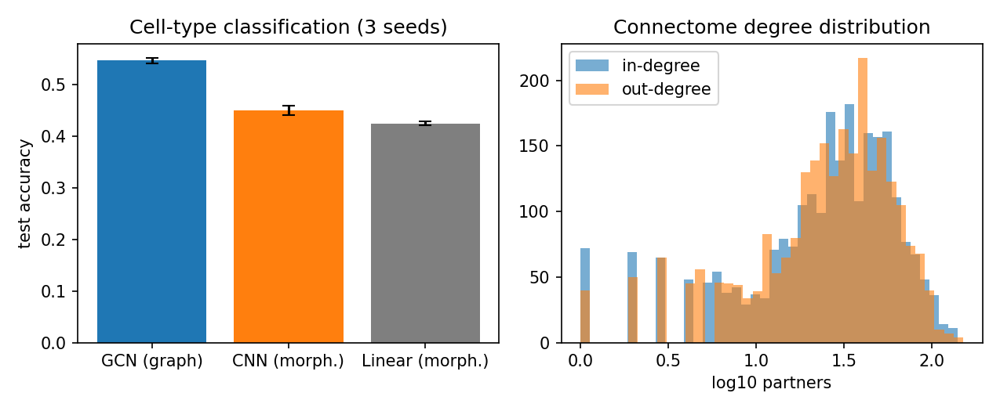 Cell-type classification (3 seeds)
test accuracy
0.5
0.4
0.3
0.2
0.1
0.0
GCN (graph)
CNN (morph.)
Linear (morph.)
Connectome degree distribution
in-degree
out-degree
200
150
100
50
0
0.0
0.5
1.0
1.5
2.0
log10 partners